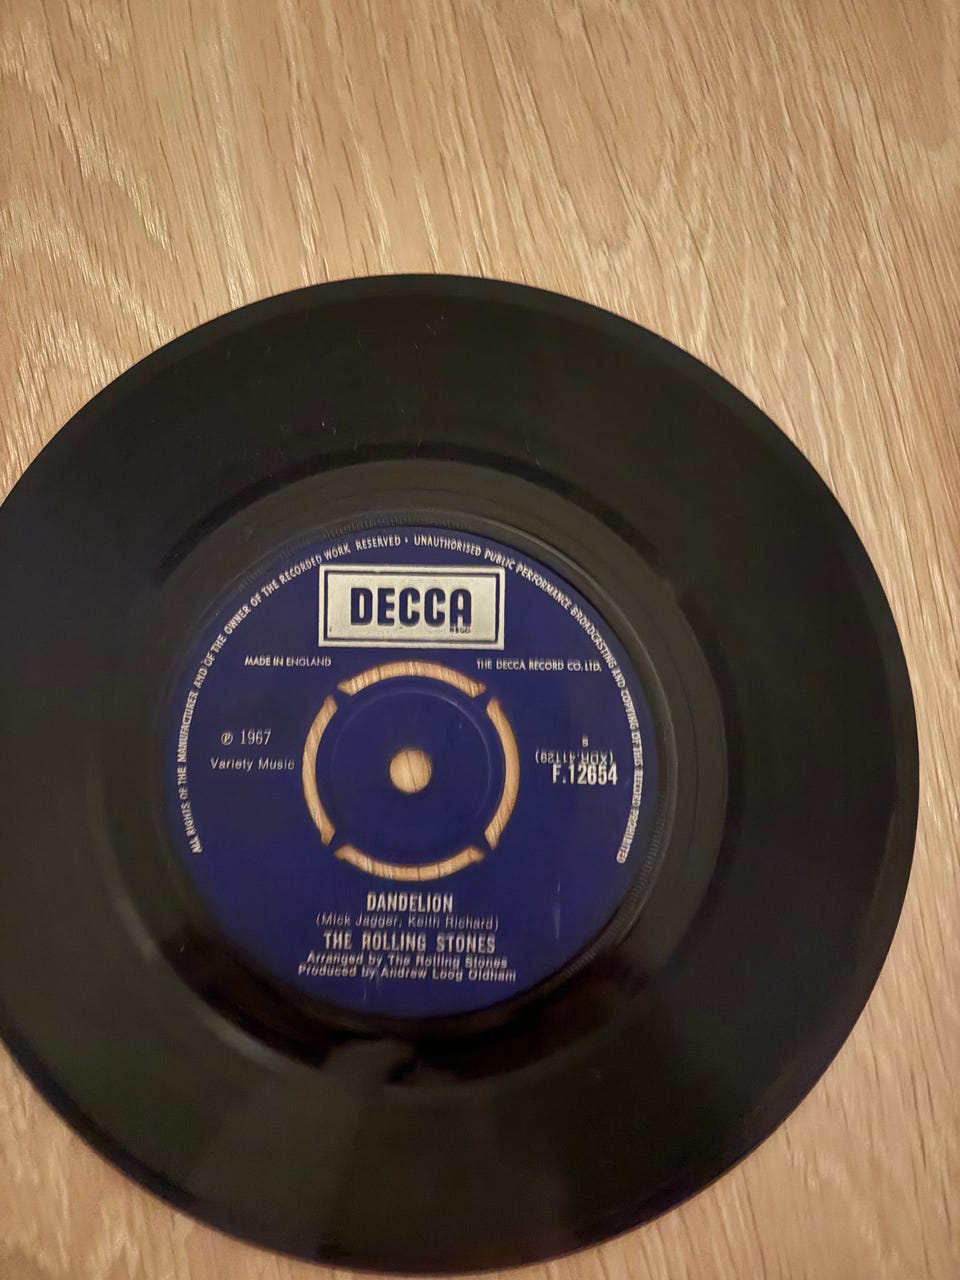 ALL RIGHTS OF THE MANUFACTURER AND OF THE OWNER OF THE RECORDED WORK RESERVED · UNAUTHORISED PUBLIC PERFORMANCE BROADCASTING AND COPYING OF THIS RECORD PROHIBITED
DECCA
REGD
MADE IN ENGLAND
THE DECCA RECORD CO. LTD.
℗ 1967
Variety Music
B
(XDR.41129)
F.12654
DANDELION
(Mick Jagger, Keith Richard)
THE ROLLING STONES
Arranged by The Rolling Stones
Produced by Andrew Loog Oldham